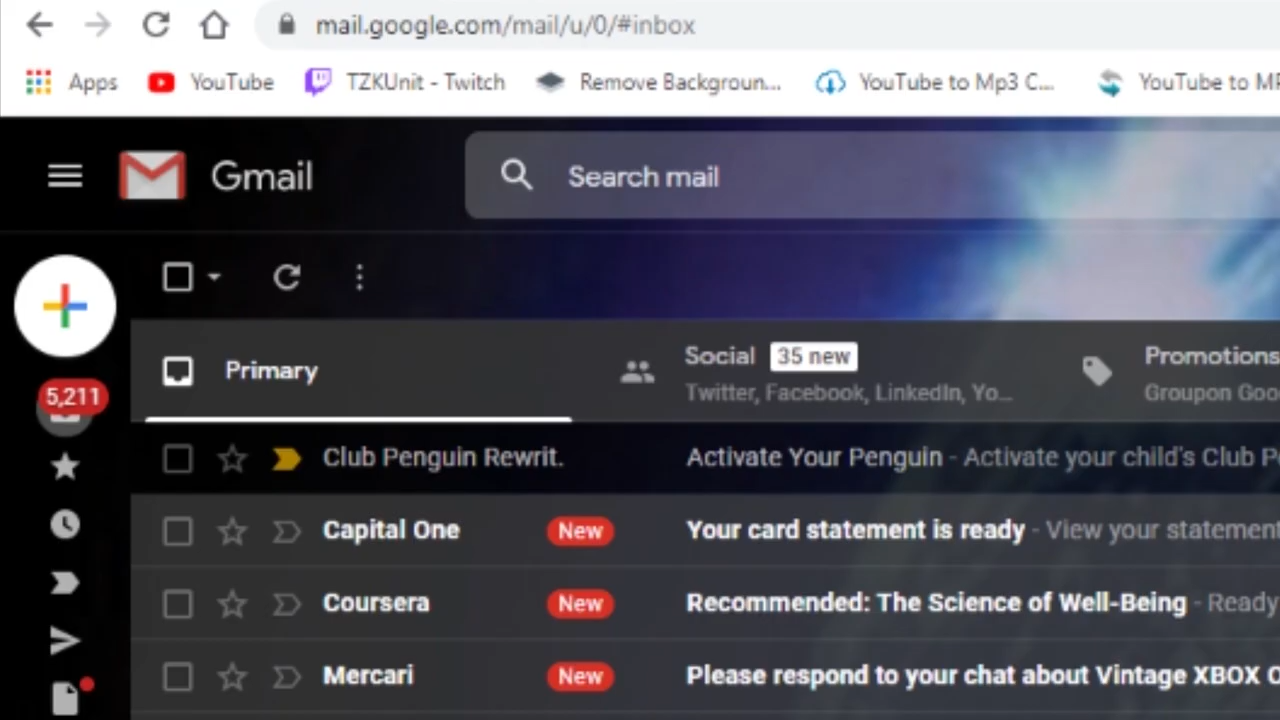 mail.google.com/mail/u/0/#inbox
Apps YouTube TZKUnit - Twitch Remove Backgroun... YouTube to Mp3 C... YouTube to
Gmail Search mail
Primary Social 35 new Promotions
Twitter, Facebook, LinkedIn, Yo... Groupon
5,211
Club Penguin Rewrit. Activate Your Penguin - Activate your child's Club
Capital One New Your card statement is ready - View your statement
Coursera New Recommended: The Science of Well-Being - Ready
Mercari New Please respond to your chat about Vintage XBOX